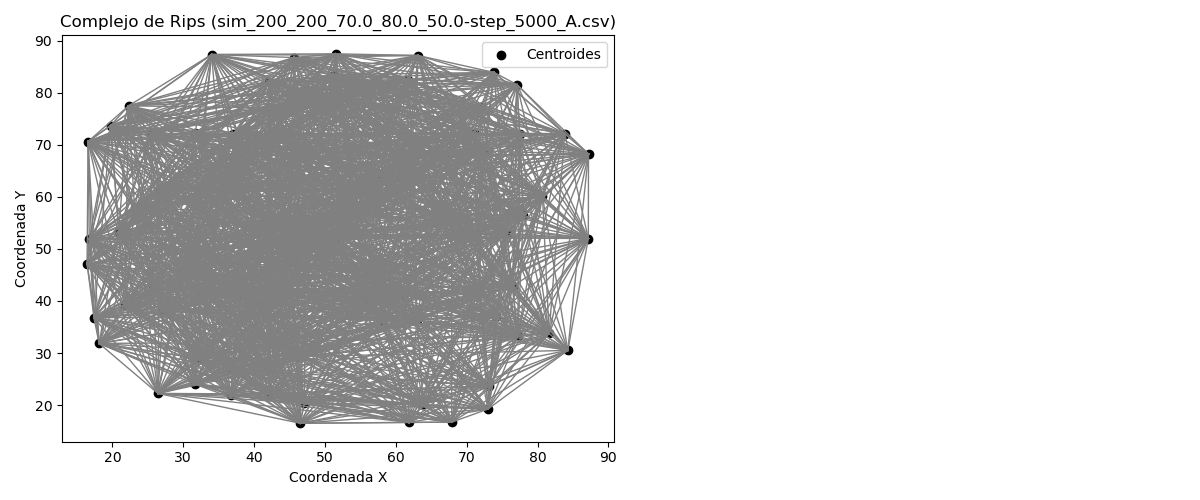 Complejo de Rips (sim_200_200_70.0_80.0_50.0-step_5000_A.csv)
Centroides
90
80
70
60
50
40
30
20
Coordenada Y
20 30 40 50 60 70 80 90
Coordenada X